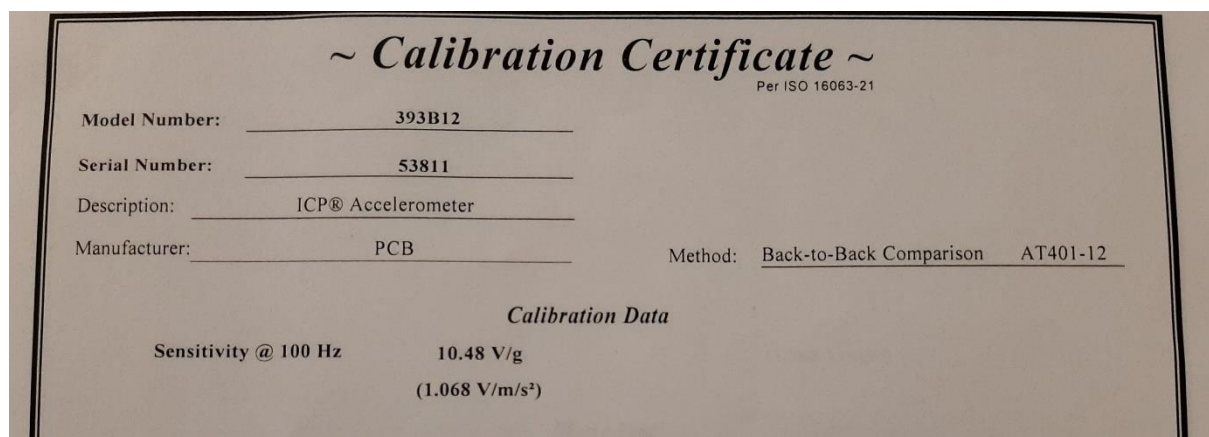 ~ Calibration Certificate ~
Per ISO 16063-21
Model Number: 393B12
Serial Number: 53811
Description: ICP® Accelerometer
Manufacturer: PCB Method: Back-to-Back Comparison AT401-12
Calibration Data
Sensitivity @ 100 Hz 10.48 V/g
(1.068 V/m/s²)